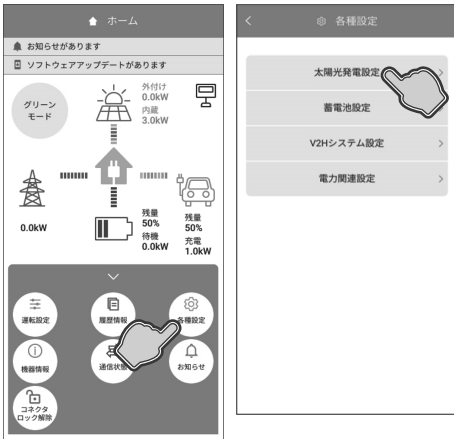 ホーム
お知らせがあります
ソフトウェアアップデートがあります
グリーン
モード
外付け
0.0kW
内蔵
3.0kW
0.0kW
残量
50%
待機
0.0kW
残量
50%
充電
1.0kW
運転設定
履歴情報
各種設定
機器情報
通信状態
お知らせ
コネクタ
ロック解除
各種設定
太陽光発電設定
蓄電池設定
V2Hシステム設定
電力関連設定